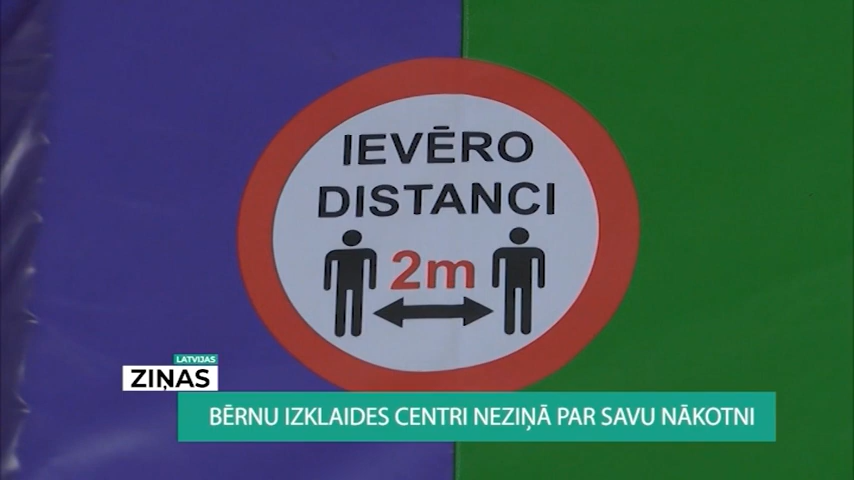 IEVĒRO
DISTANCI
2m
LATVIJAS
ZIŅAS
BĒRNU IZKLAIDES CENTRI NEZIŅĀ PAR SAVU NĀKOTNI